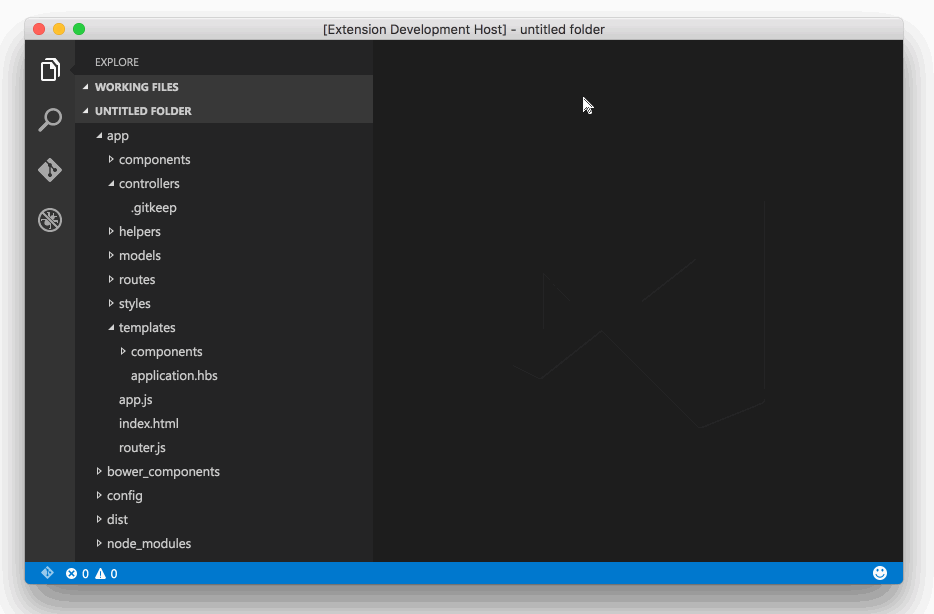 [Extension Development Host] - untitled folder
EXPLORE
WORKING FILES
UNTITLED FOLDER
app
components
controllers
.gitkeep
helpers
models
routes
styles
templates
components
application.hbs
app.js
index.html
router.js
bower_components
config
dist
node_modules
0 0